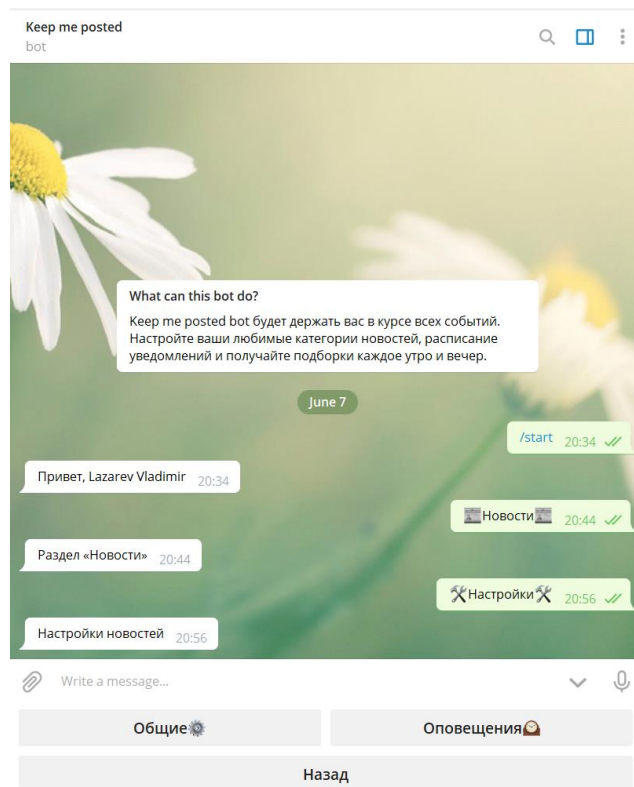 Keep me posted
bot
What can this bot do?
Keep me posted bot будет держать вас в курсе всех событий.
Настройте ваши любимые категории новостей, расписание
уведомлений и получайте подборки каждое утро и вечер.
June 7
/start 20:34
Привет, Lazarev Vladimir 20:34
📰Новости📰 20:44
Раздел «Новости» 20:44
🛠Настройки🛠 20:56
Настройки новостей 20:56
Write a message...
Общие⚙️ Оповещения🕰
Назад